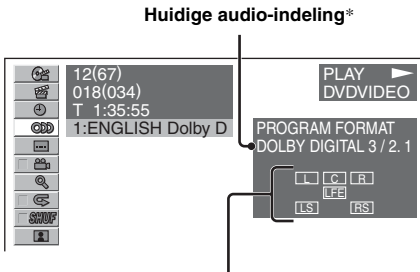 Huidige audio-indeling*
12(67)
018(034)
T 1:35:55
1:ENGLISH Dolby D
PLAY
DVDVIDEO
PROGRAM FORMAT
DOLBY DIGITAL 3 / 2. 1
L C R
LFE
LS RS
SHUF